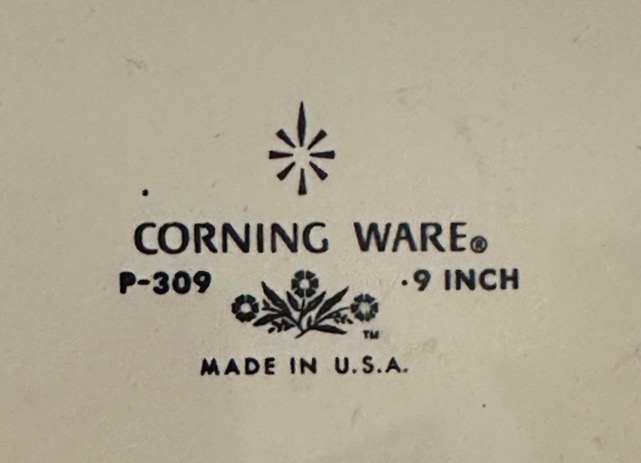 CORNING WARE®
P-309 ·9 INCH
TM
MADE IN U.S.A.